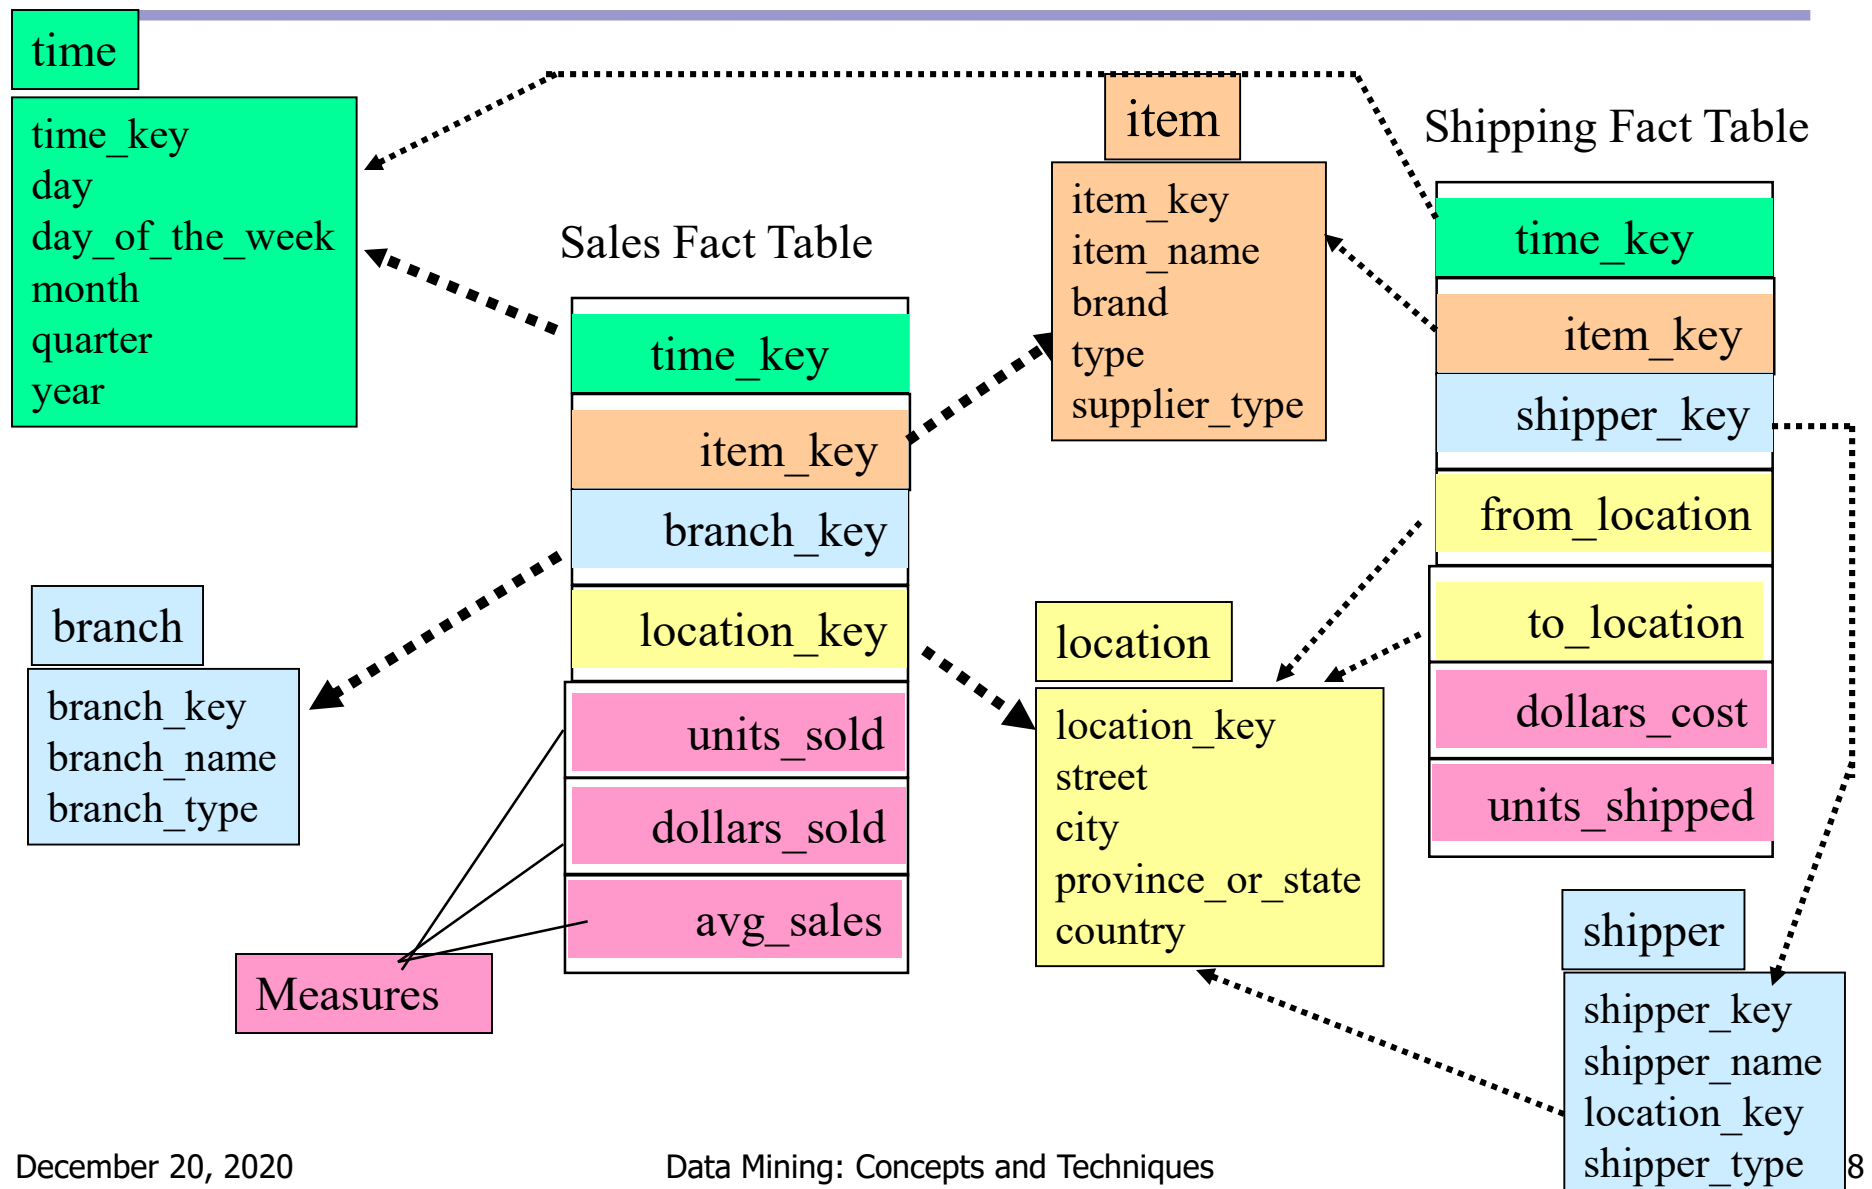 time
time_key
day
day_of_the_week
month
quarter
year
Sales Fact Table
time_key
item_key
branch_key
location_key
units_sold
dollars_sold
avg_sales
Measures
branch
branch_key
branch_name
branch_type
item
item_key
item_name
brand
type
supplier_type
location
location_key
street
city
province_or_state
country
Shipping Fact Table
time_key
item_key
shipper_key
from_location
to_location
dollars_cost
units_shipped
shipper
shipper_key
shipper_name
location_key
shipper_type
December 20, 2020
Data Mining: Concepts and Techniques
8